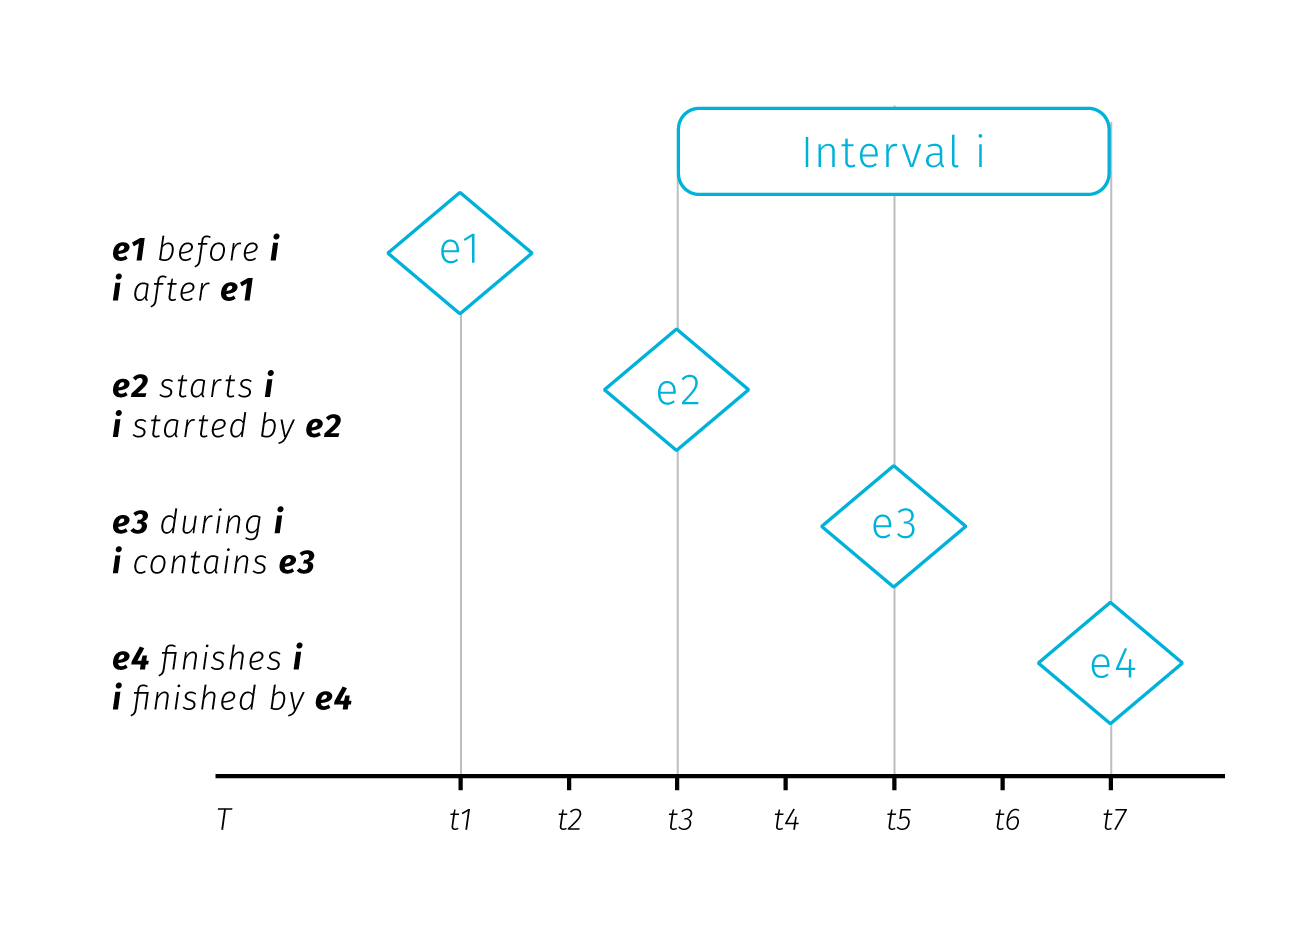 Interval i
e1 before i
i after e1
e1
e2 starts i
i started by e2
e2
e3 during i
i contains e3
e3
e4 finishes i
i finished by e4
e4
T t1 t2 t3 t4 t5 t6 t7